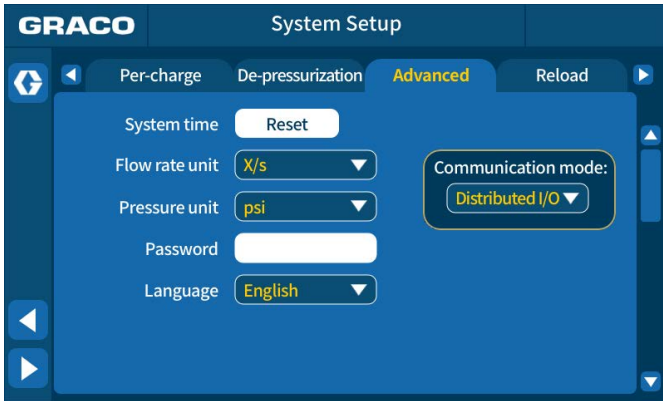 GRACO System Setup
Per-charge De-pressurization Advanced Reload
System time Reset
Flow rate unit X/s
Communication mode:
Distributed I/O
Pressure unit psi
Password
Language English